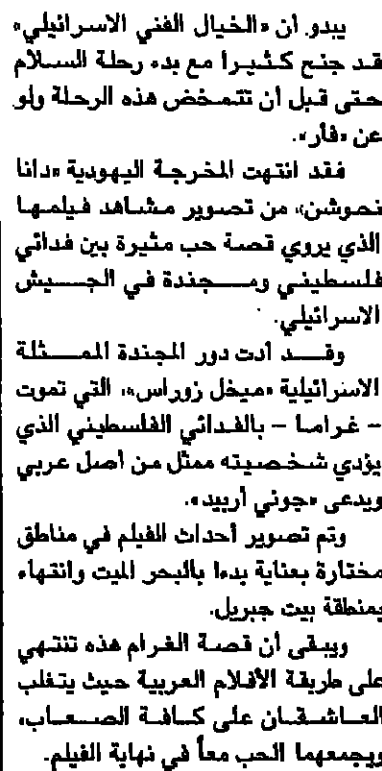 يبدو أن «الخيال الفني الاسرائيلي»
قد جنح كثيرا مع بدء رحلة السلام
حتى قبل أن تتمخض هذه الرحلة ولو
عن «فأر».
فقد انتهت المخرجة اليهودية «دانا
نحوشن» من تصوير مشاهد فيلمها
الذي يروي قصة حب مثيرة بين فدائي
فلسطيني ومجندة في الجيش
الاسرائيلي.
وقد أدت دور المجندة الممثلة
الاسرائيلية «ميخل زوراس»، التي تموت
- غراما - بالفدائي الفلسطيني الذي
يؤدي شخصيته ممثل من أصل عربي
ويدعى «جوني أربيد».
وتم تصوير أحداث الفيلم في مناطق
مختارة بعناية بدءا بالبحر الميت وانتهاء
بمنطقة بيت جبريل.
ويبقى أن قصة الغرام هذه تنتهي
على طريقة الأفلام العربية حيث يتغلب
العاشقان على كافة الصعاب،
ويجمعهما الحب معاً في نهاية الفيلم.